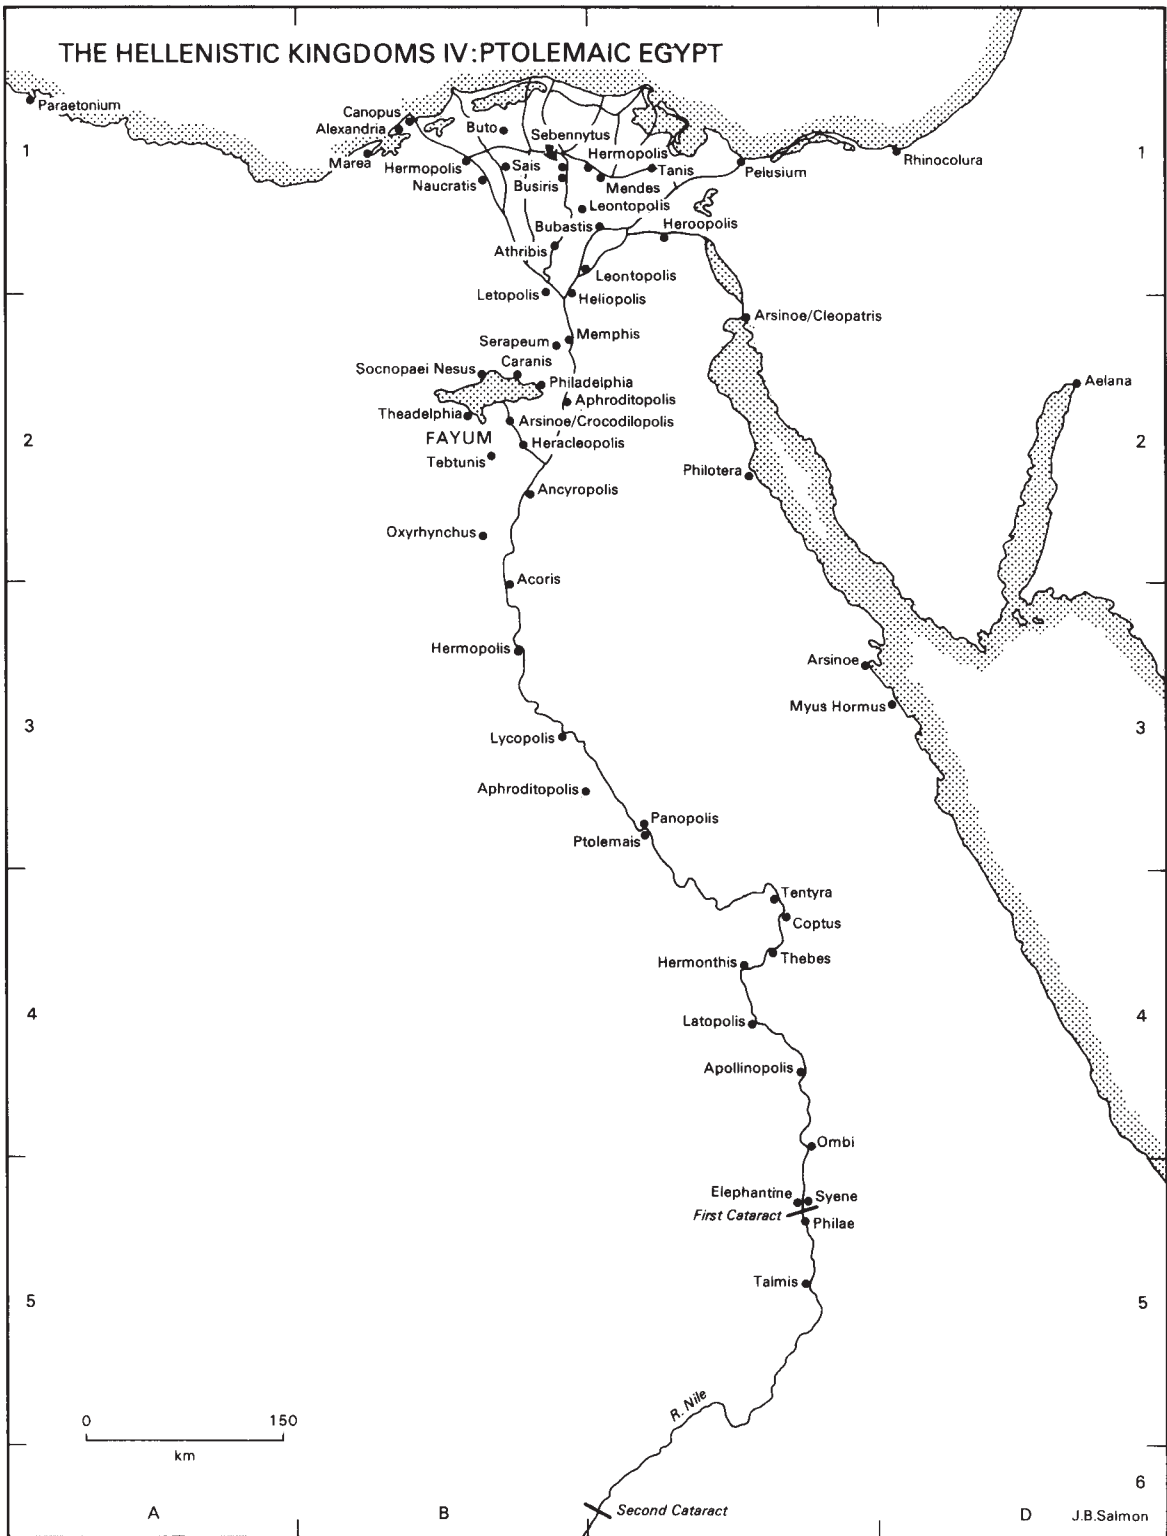 THE HELLENISTIC KINGDOMS IV:PTOLEMAIC EGYPT
Paraetonium
Canopus
Alexandria
Marea
Buto
Sebennytus
Hermopolis
Naucratis
Sais
Busiris
Hermopolis
Tanis
Mendes
Pelusium
Rhinocolura
1
1
Leontopolis
Bubastis
Heroopolis
Athribis
Leontopolis
Letopolis
Heliopolis
Arsinoe/Cleopatris
Memphis
Serapeum
Caranis
Socnopaei Nesus
Philadelphia
Aelana
Aphroditopolis
Theadelphia
Arsinoe/Crocodilopolis
FAYUM
2
2
Heracleopolis
Tebtunis
Philotera
Ancyropolis
Oxyrhynchus
Acoris
Hermopolis
Arsinoe
Myus Hormus
3
3
Lycopolis
Aphroditopolis
Panopolis
Ptolemais
Tentyra
Coptus
Thebes
Hermonthis
4
4
Latopolis
Apollinopolis
Ombi
Elephantine
Syene
First Cataract
Philae
Talmis
5
5
R. Nile
0 150
km
6
Second Cataract
A
B
D
J.B.Salmon